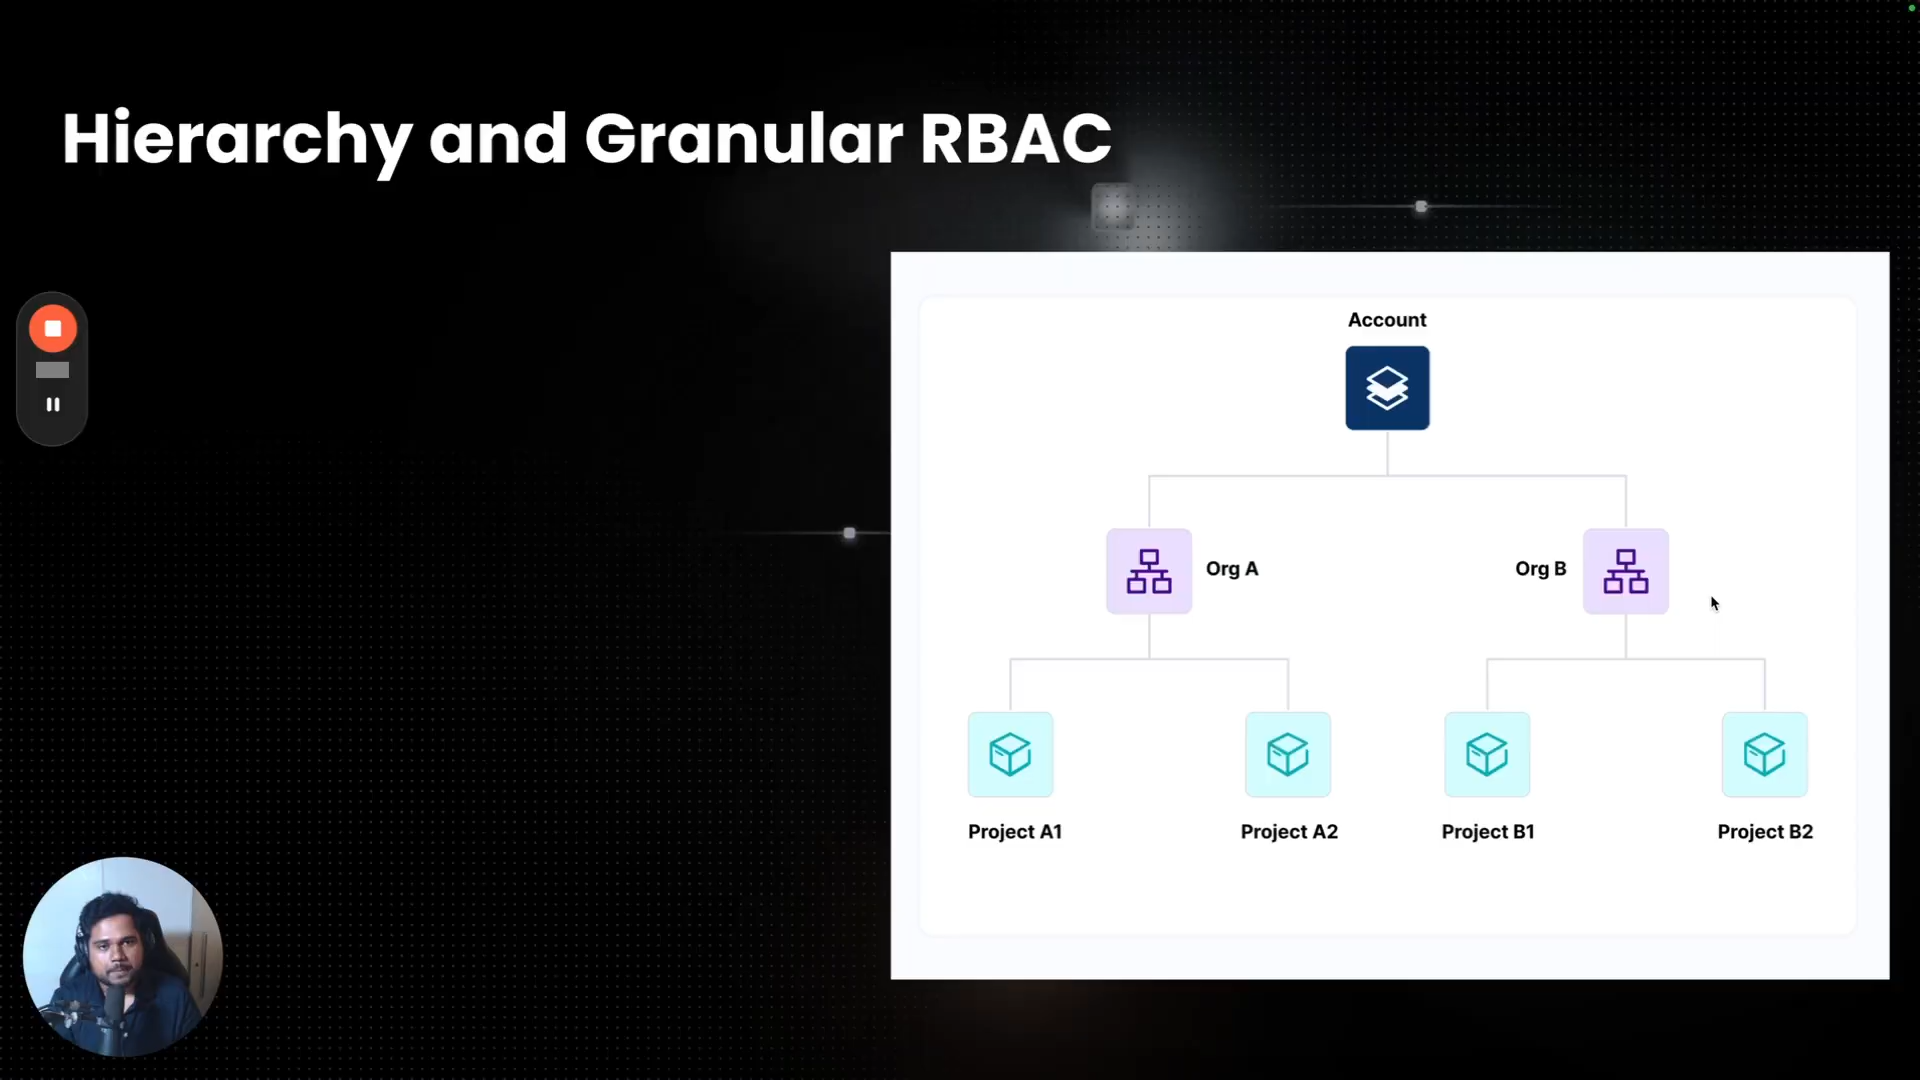 Hierarchy and Granular RBAC
Account
Org A
Org B
Project A1
Project A2
Project B1
Project B2